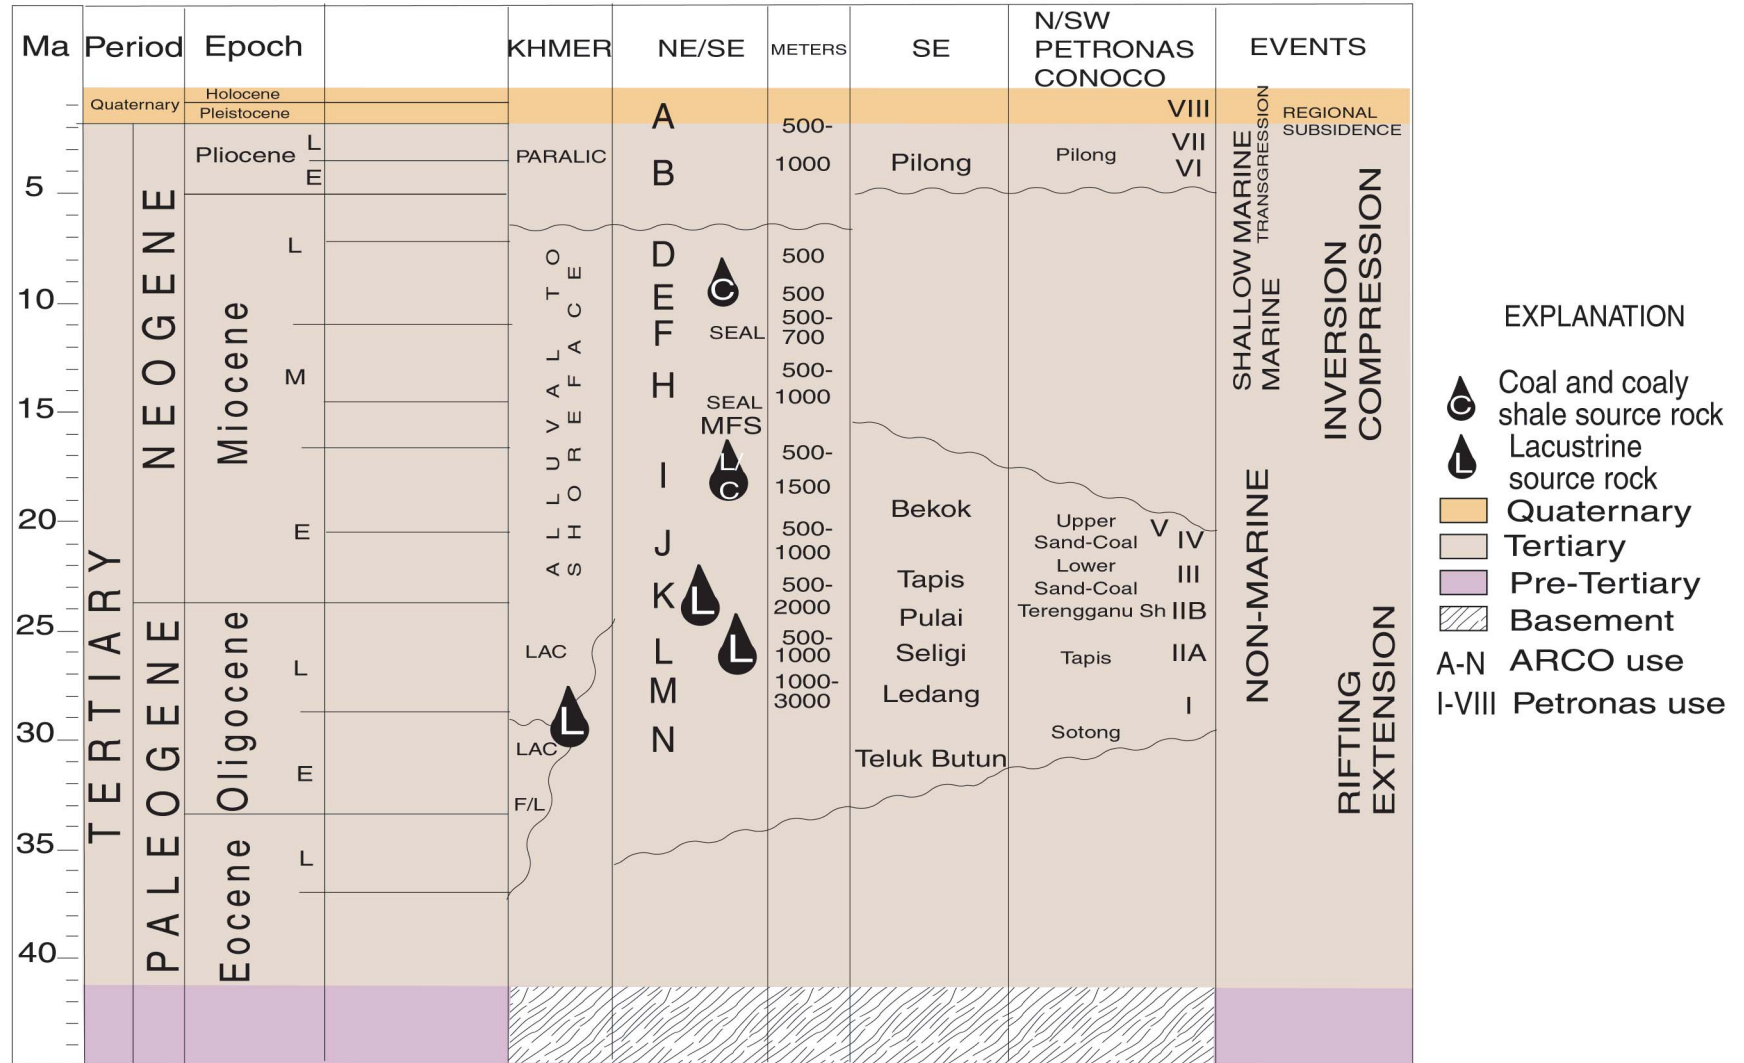 Ma
Period
Epoch
KHMER
NE/SE
METERS
SE
N/SW
PETRONAS
CONOCO
EVENTS
Quaternary
Holocene
Pleistocene
TERTIARY
NEOGENE
PALEOGENE
Pliocene
L
E
Miocene
L
M
E
Oligocene
L
E
Eocene
L
5
10
15
20
25
30
35
40
PARALIC
ALLUVAL TO
SHOREFACE
LAC
L
LAC
F/L
A
B
D
E
C
F
SEAL
H
SEAL
MFS
I
L/
C
J
K
L
L
L
M
N
500-
1000
500
500
500-
700
500-
1000
500-
1500
500-
1000
500-
2000
500-
1000
1000-
3000
Pilong
Bekok
Tapis
Pulai
Seligi
Ledang
Teluk Butun
VIII
VII
Pilong
VI
Upper
Sand-Coal
V
IV
Lower
Sand-Coal
III
Terengganu Sh IIB
Tapis
IIA
I
Sotong
SHALLOW MARINE
MARINE
TRANSGRESSION
NON-MARINE
REGIONAL
SUBSIDENCE
INVERSION
COMPRESSION
RIFTING
EXTENSION
EXPLANATION
C
Coal and coaly
shale source rock
L
Lacustrine
source rock
Quaternary
Tertiary
Pre-Tertiary
Basement
A-N ARCO use
I-VIII Petronas use